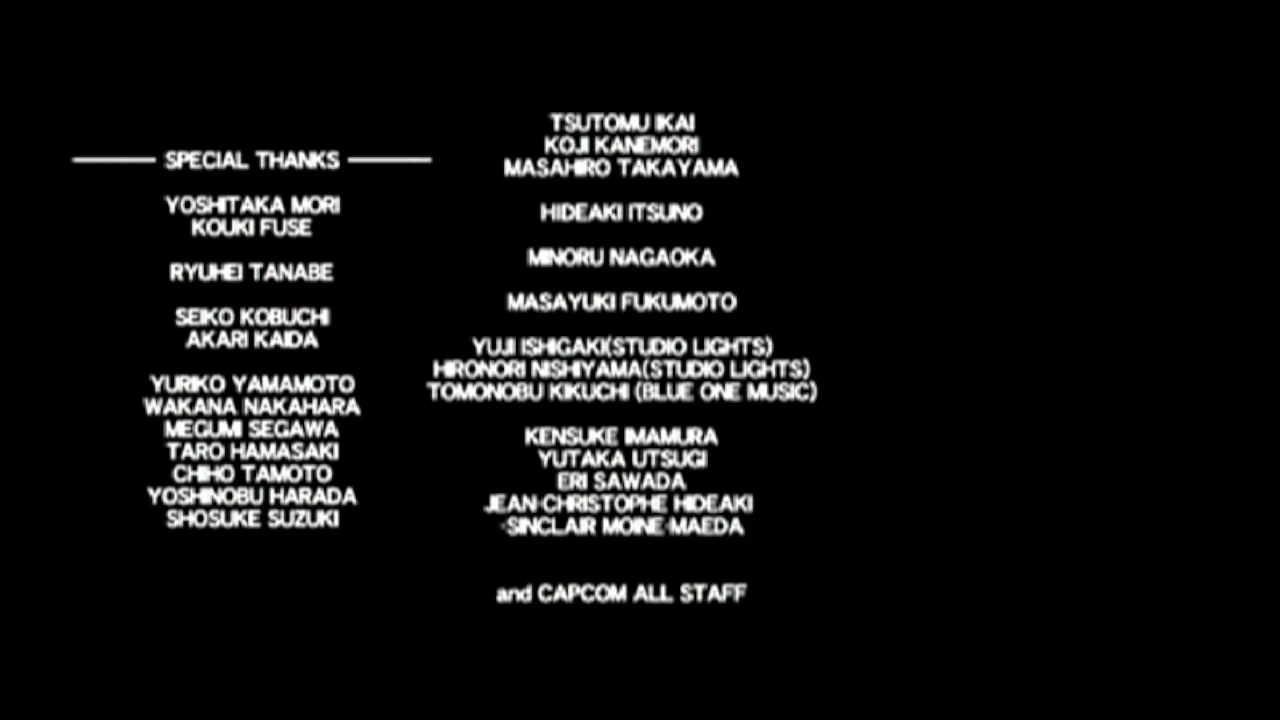 SPECIAL THANKS
YOSHITAKA MORI
KOUKI FUSE
RYUHEI TANABE
SEIKO KOBUCHI
AKARI KAIDA
YURIKO YAMAMOTO
WAKANA NAKAHARA
MEGUMI SEGAWA
TARO HAMASAKI
CHIHO TAMOTO
YOSHINOBU HARADA
SHOSUKE SUZUKI
TSUTOMU IKAI
KOJI KANEMORI
MASAHIRO TAKAYAMA
HIDEAKI ITSUNO
MINORU NAGAOKA
MASAYUKI FUKUMOTO
YUJI ISHIGAKI(STUDIO LIGHTS)
HIRONORI NISHIYAMA(STUDIO LIGHTS)
TOMONOBU KIKUCHI (BLUE ONE MUSIC)
KENSUKE IMAMURA
YUTAKA UTSUGI
ERI SAWADA
JEAN-CHRISTOPHE HIDEAKI
-SINCLAIR MOINE-MAEDA
and CAPCOM ALL STAFF